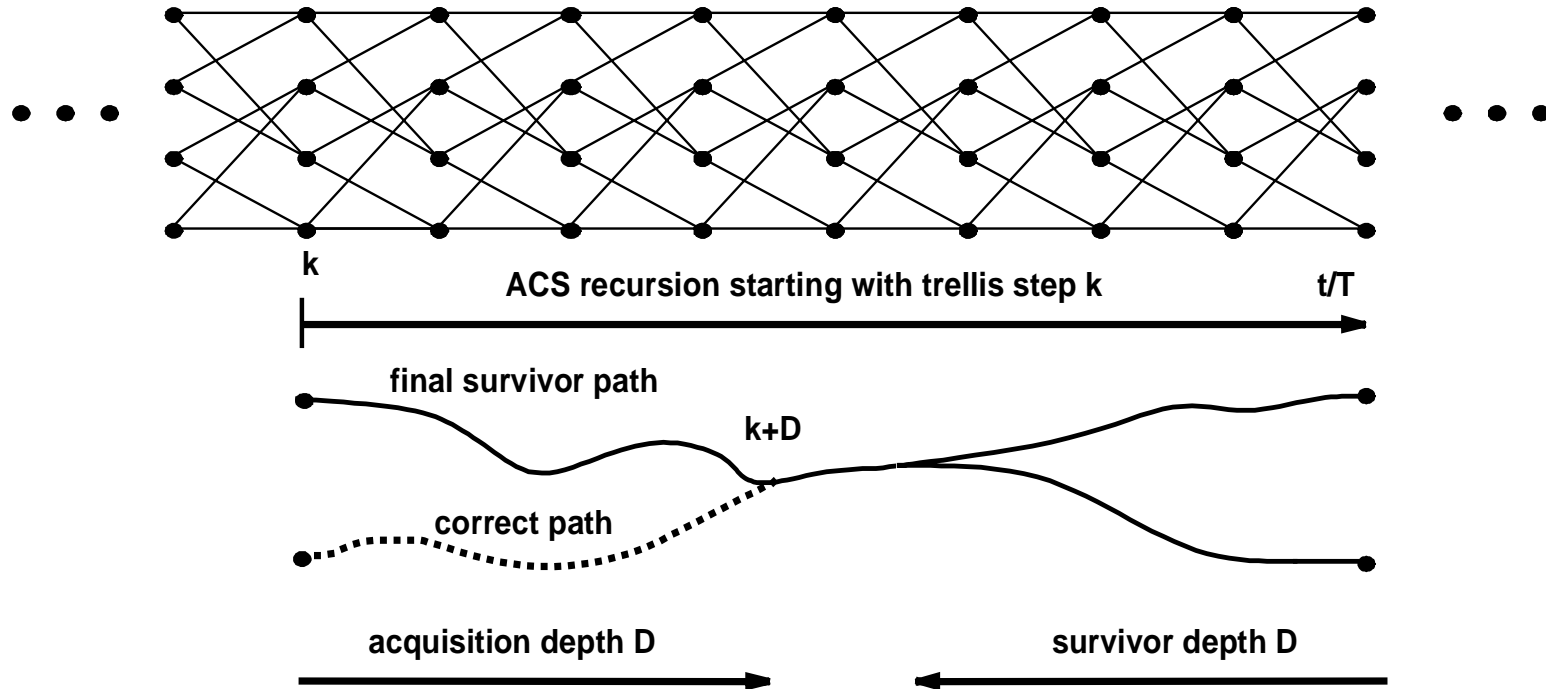 k
ACS recursion starting with trellis step k
t/T
final survivor path
k+D
correct path
acquisition depth D
survivor depth D